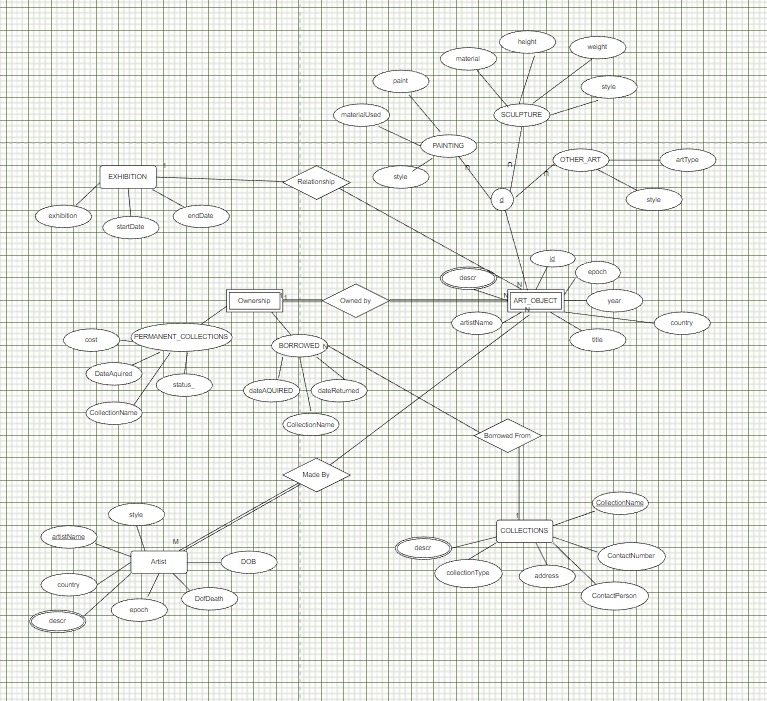 height
weight
material
paint
style
materialUsed
SCULPTURE
PAINTING
OTHER_ART
artType
1
EXHIBITION
Relationship
style
d
style
exhibition
startDate
endDate
id
epoch
descr
N
Ownership
1
Owned by
N
ART_OBJECT
year
N
artistName
country
title
cost
PERMANENT_COLLECTIONS
BORROWED
N
DateAquired
status_
dateAQUIRED
dateReturned
CollectionName
CollectionName
Borrowed From
Made By
CollectionName
style
1
COLLECTIONS
artistName
M
descr
ContactNumber
Artist
DOB
collectionType
address
country
DofDeath
ContactPerson
epoch
descr